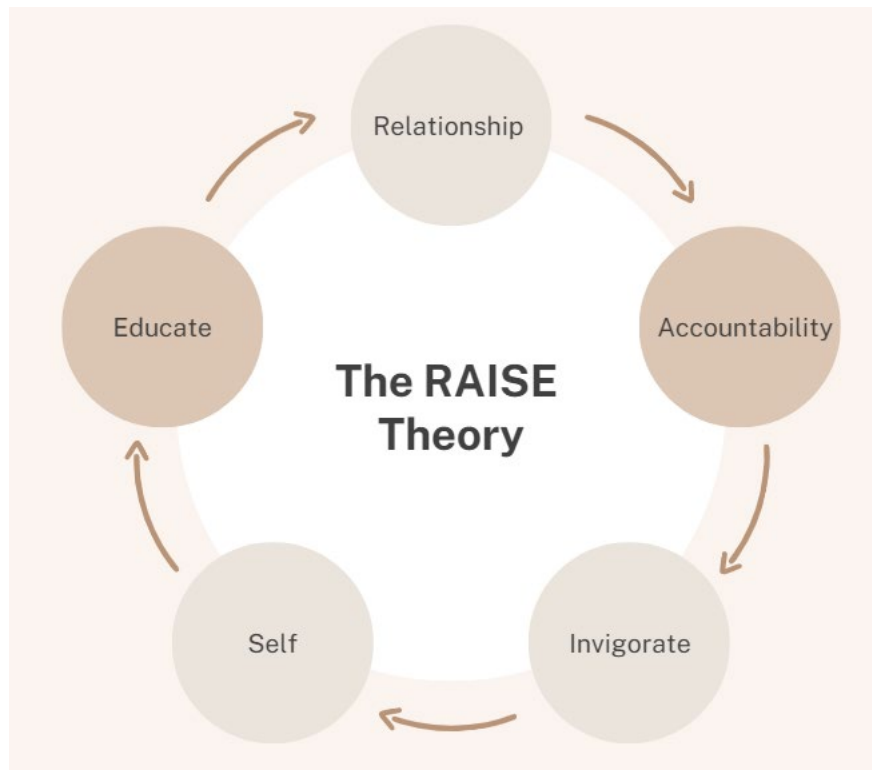 Relationship
Accountability
Invigorate
Self
Educate
The RAISE
Theory